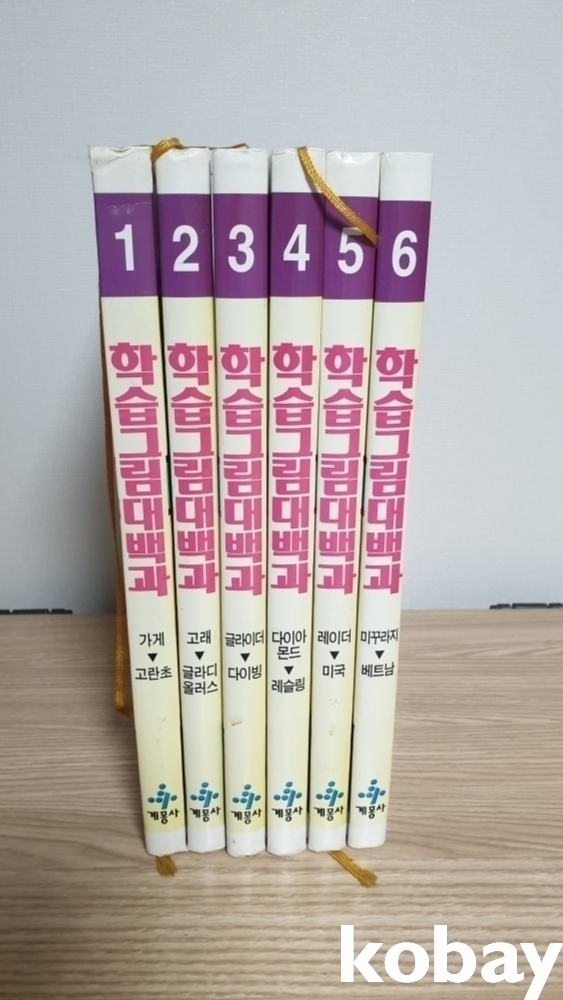 1
학습그림대백과
가게
▼
고란초
계몽사
2
학습그림대백과
고래
▼
글라디
올러스
계몽사
3
학습그림대백과
글라이더
▼
다이빙
계몽사
4
학습그림대백과
다이아
몬드
▼
레슬링
계몽사
5
학습그림대백과
레이더
▼
미국
계몽사
6
학습그림대백과
미꾸라지
▼
베트남
계몽사
kobay